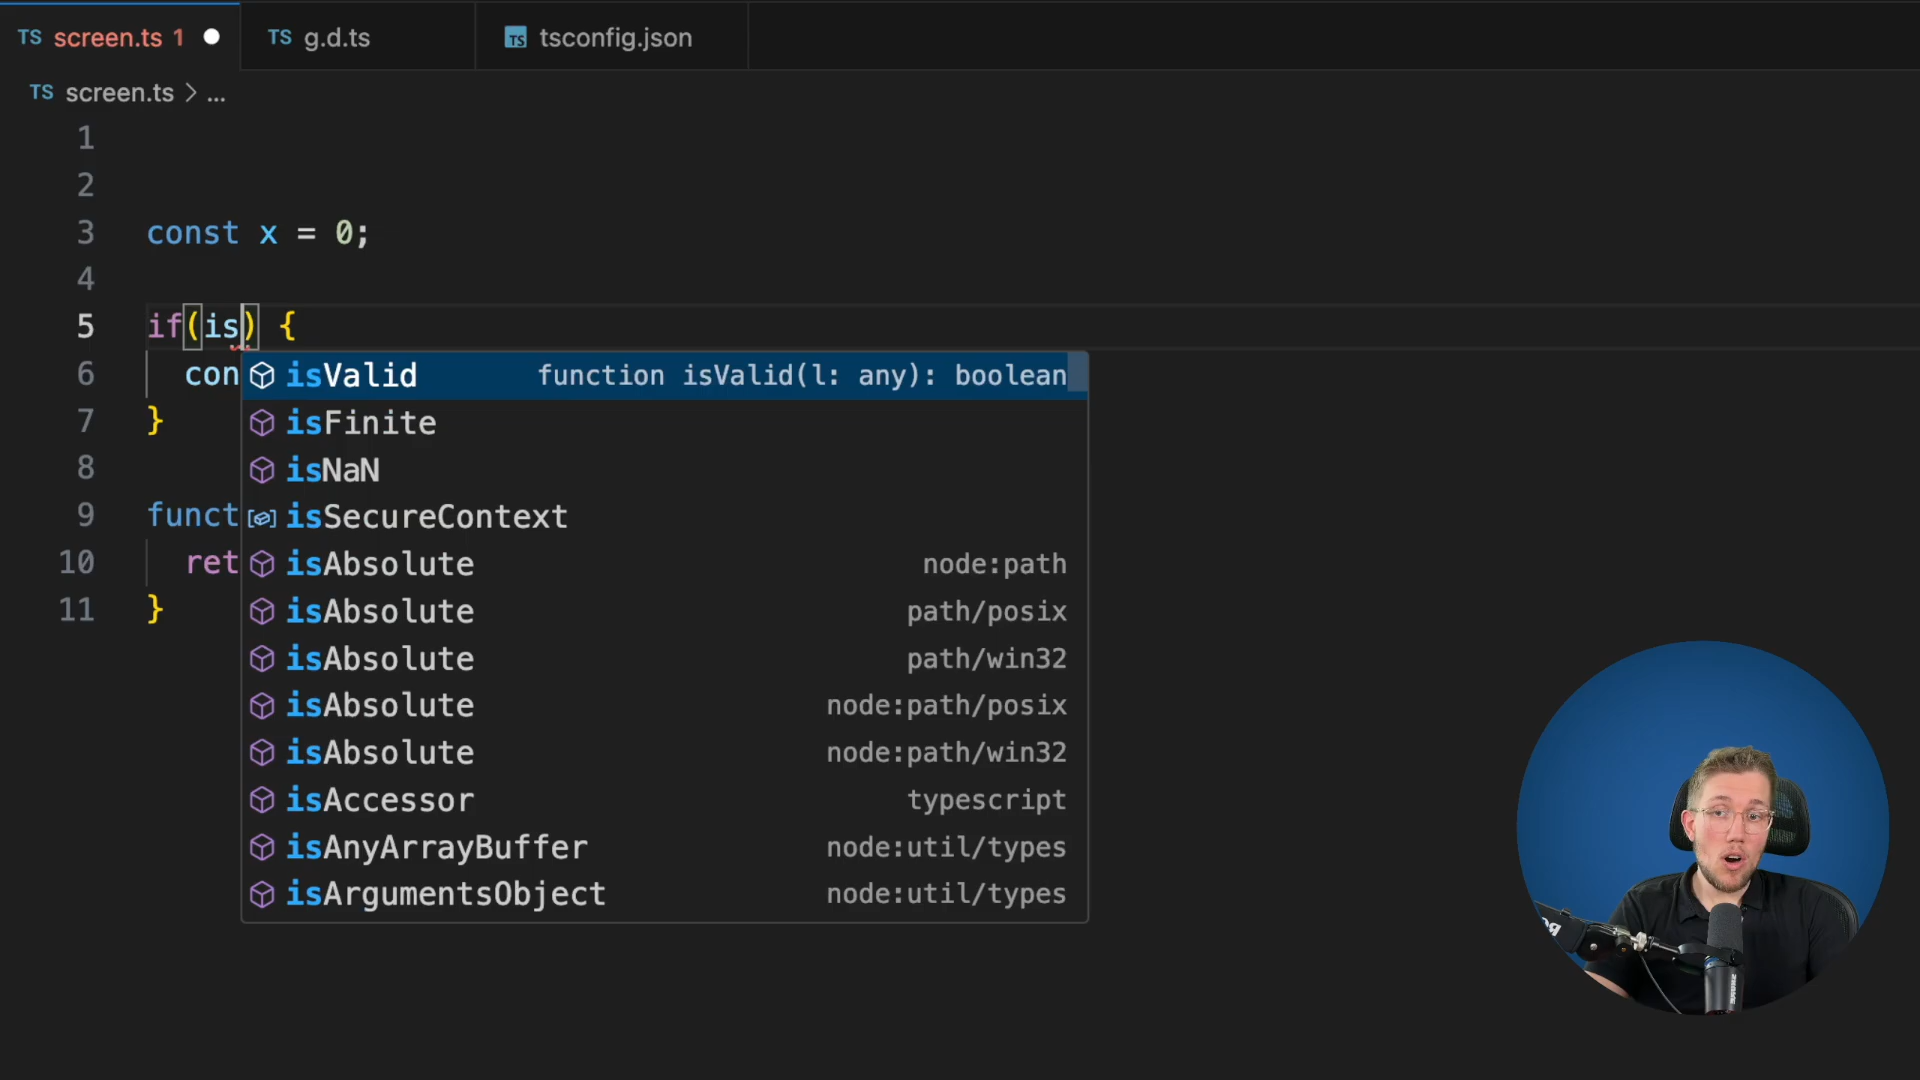 TS screen.ts 1
TS g.d.ts
TS tsconfig.json
TS screen.ts > ...
1
2
3 const x = 0;
4
5 if(is) {
6 con
7 }
8
9 funct
10 ret
11 }
isValid function isValid(l: any): boolean
isFinite
isNaN
isSecureContext
isAbsolute node:path
isAbsolute path/posix
isAbsolute path/win32
isAbsolute node:path/posix
isAbsolute node:path/win32
isAccessor typescript
isAnyArrayBuffer node:util/types
isArgumentsObject node:util/types